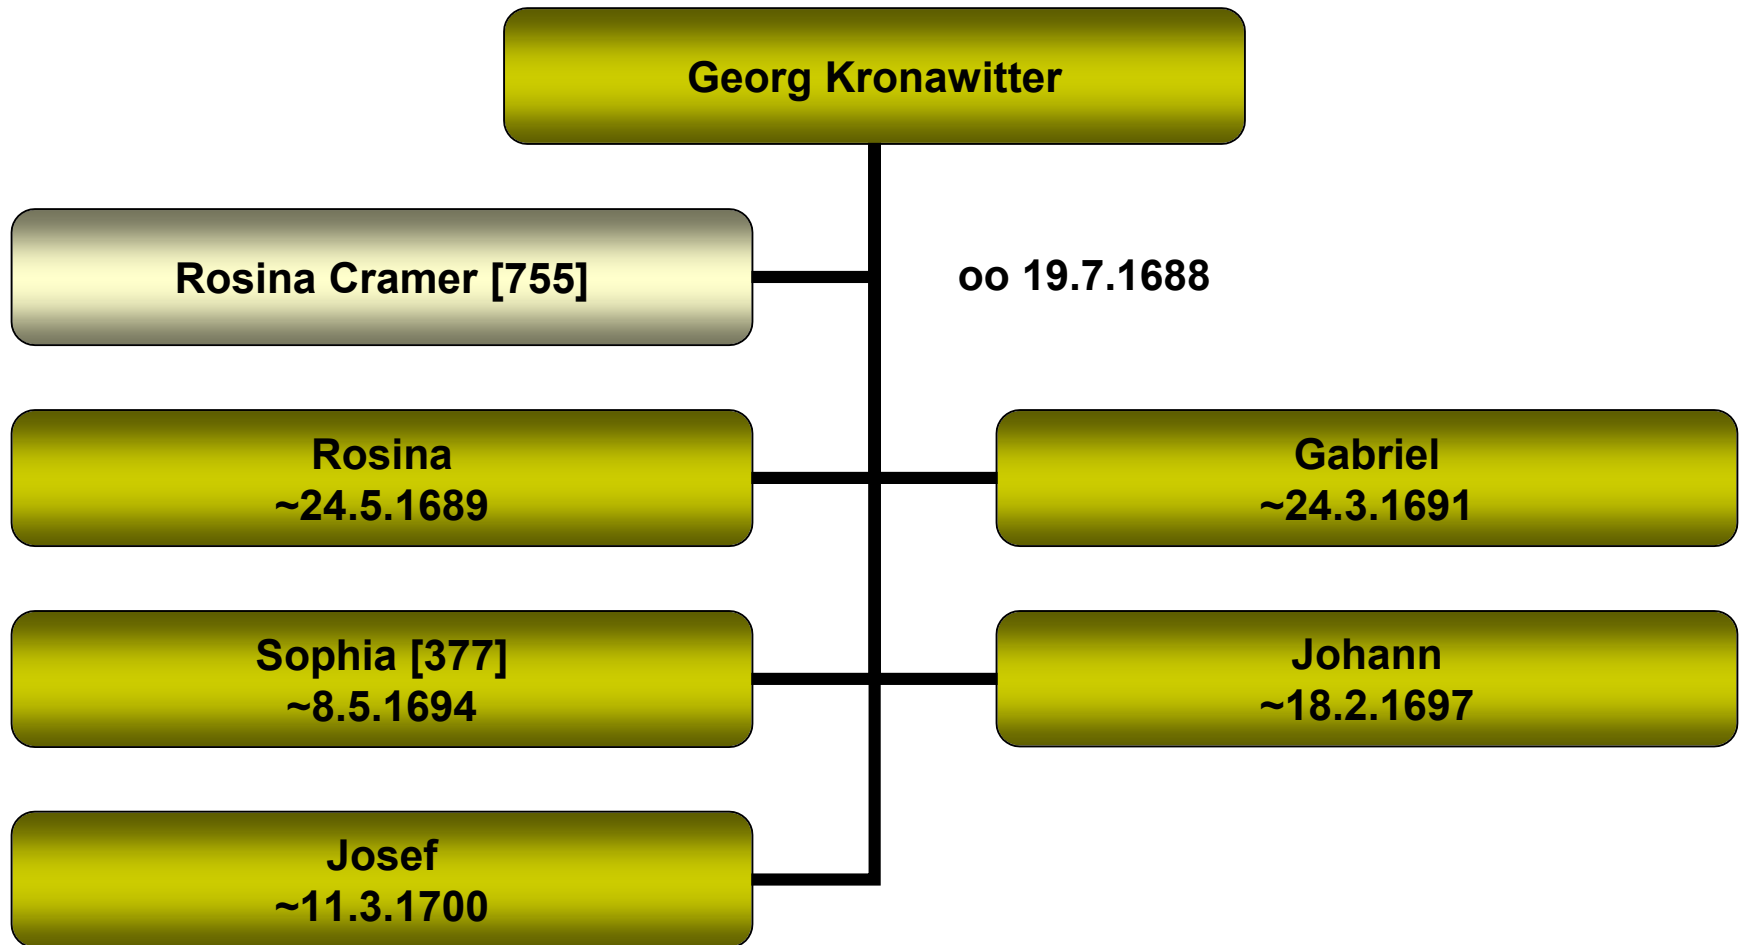 Georg Kronawitter
Rosina Cramer [755]
oo 19.7.1688
Rosina
~24.5.1689
Gabriel
~24.3.1691
Sophia [377]
~8.5.1694
Johann
~18.2.1697
Josef
~11.3.1700